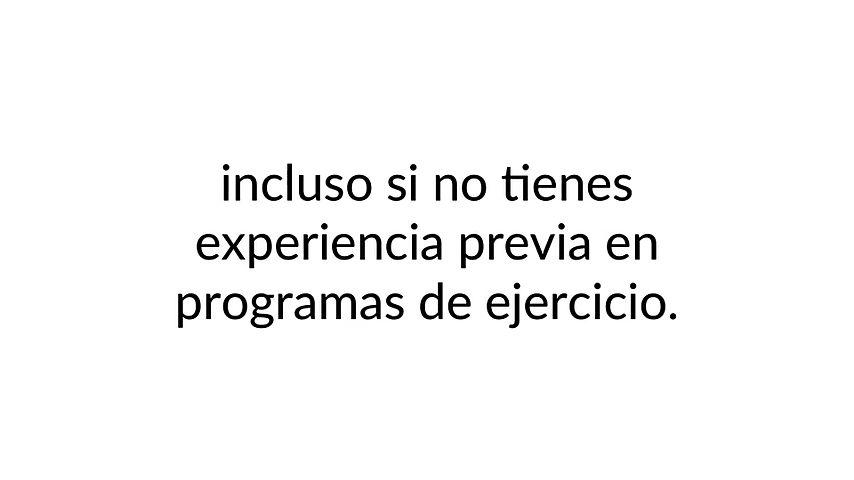 incluso si no tienes
experiencia previa en
programas de ejercicio.